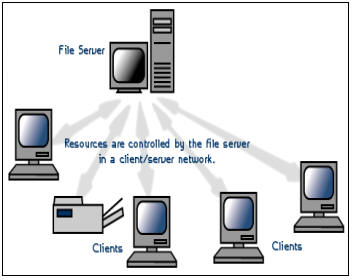 File Server
Resources are controlled by the file server
in a client/server network.
Clients
Clients